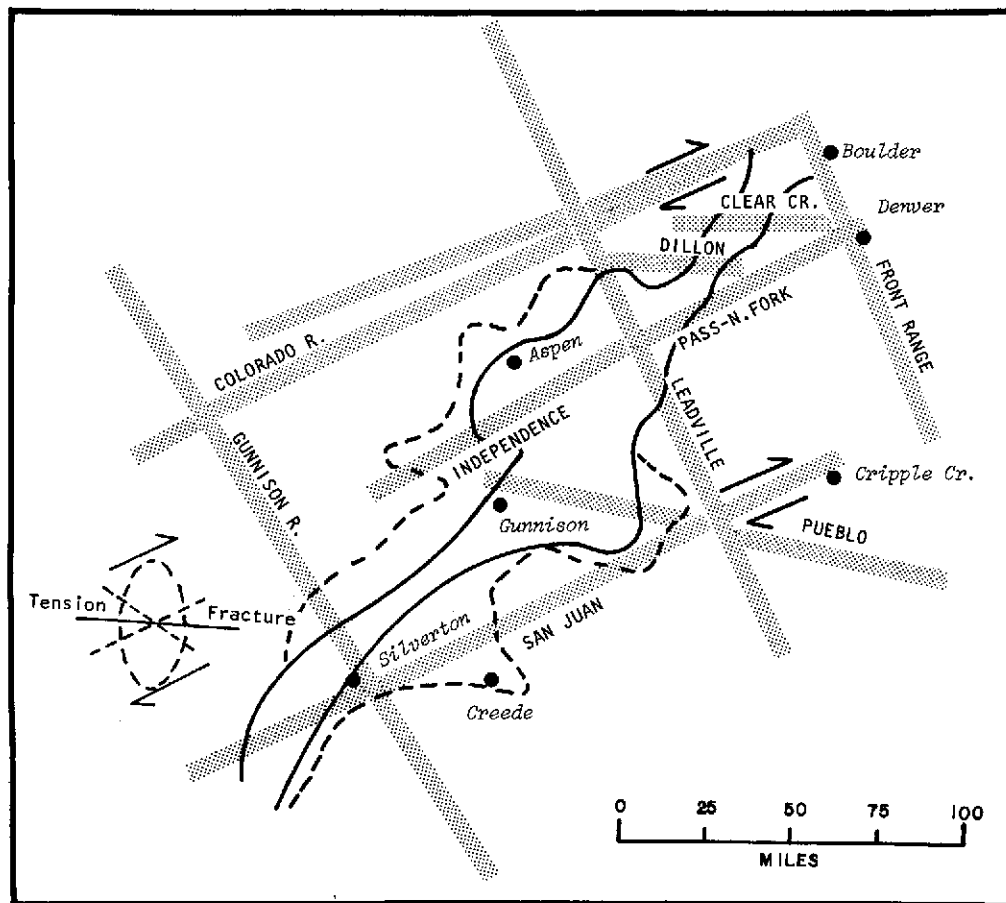 Boulder
CLEAR CR.
Denver
DILLON
FRONT RANGE
PASS-N. FORK
COLORADO R.
Aspen
LEADVILLE
INDEPENDENCE
GUNNISON R.
Cripple Cr.
Gunnison
PUEBLO
Tension Fracture
SAN JUAN
Silverton
Creede
0 25 50 75 100
MILES